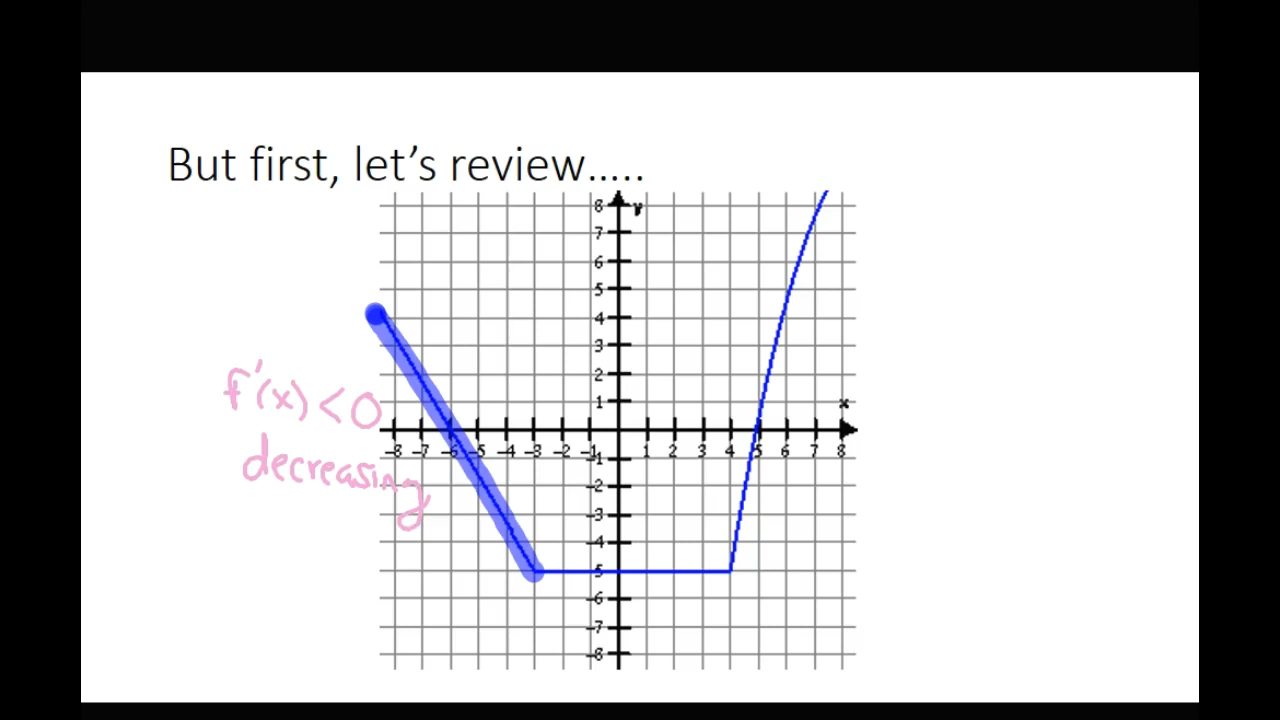 But first, let's review.....
y
8
7
6
5
4
3
2
1
f'(x) < 0
decreasing
x
-8 -7 -6 -5 -4 -3 -2 -1 1 2 3 4 5 6 7 8
-1
-2
-3
-4
-5
-6
-7
-8